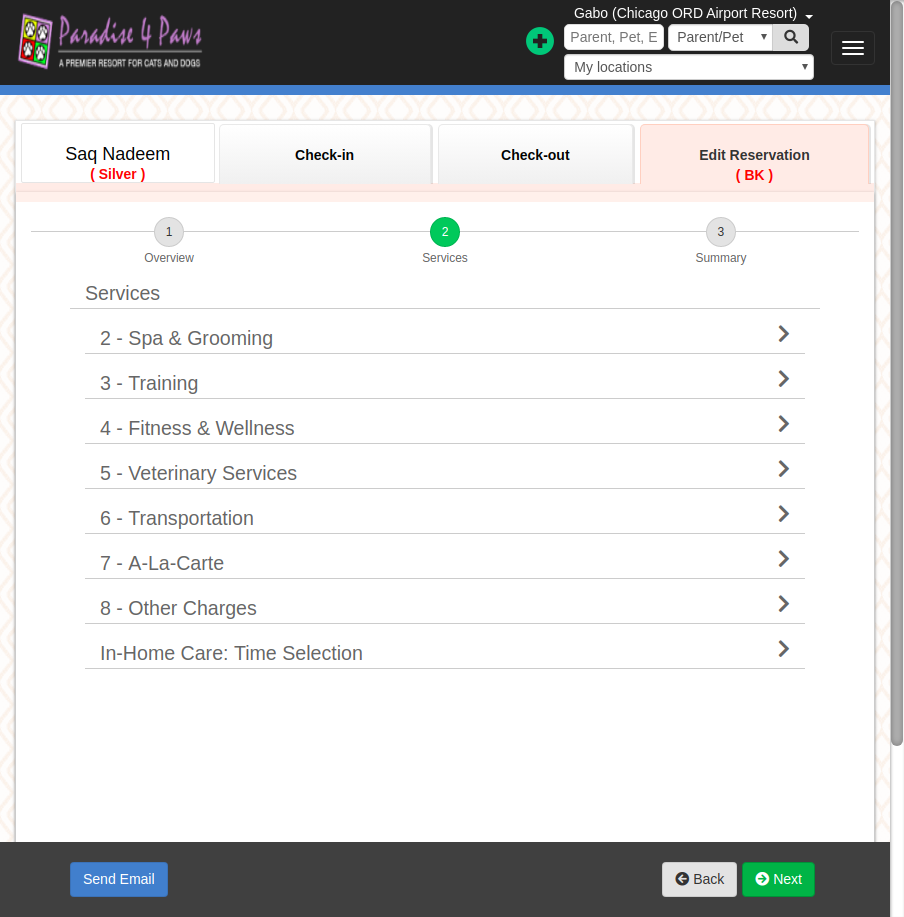 Paradise 4 Paws
A PREMIER RESORT FOR CATS AND DOGS
Gabo (Chicago ORD Airport Resort)
Parent, Pet, E
Parent/Pet
My locations
Saq Nadeem
( Silver )
Check-in
Check-out
Edit Reservation
( BK )
1
2
3
Overview
Services
Summary
Services
2 - Spa & Grooming
3 - Training
4 - Fitness & Wellness
5 - Veterinary Services
6 - Transportation
7 - A-La-Carte
8 - Other Charges
In-Home Care: Time Selection
Send Email
Back
Next